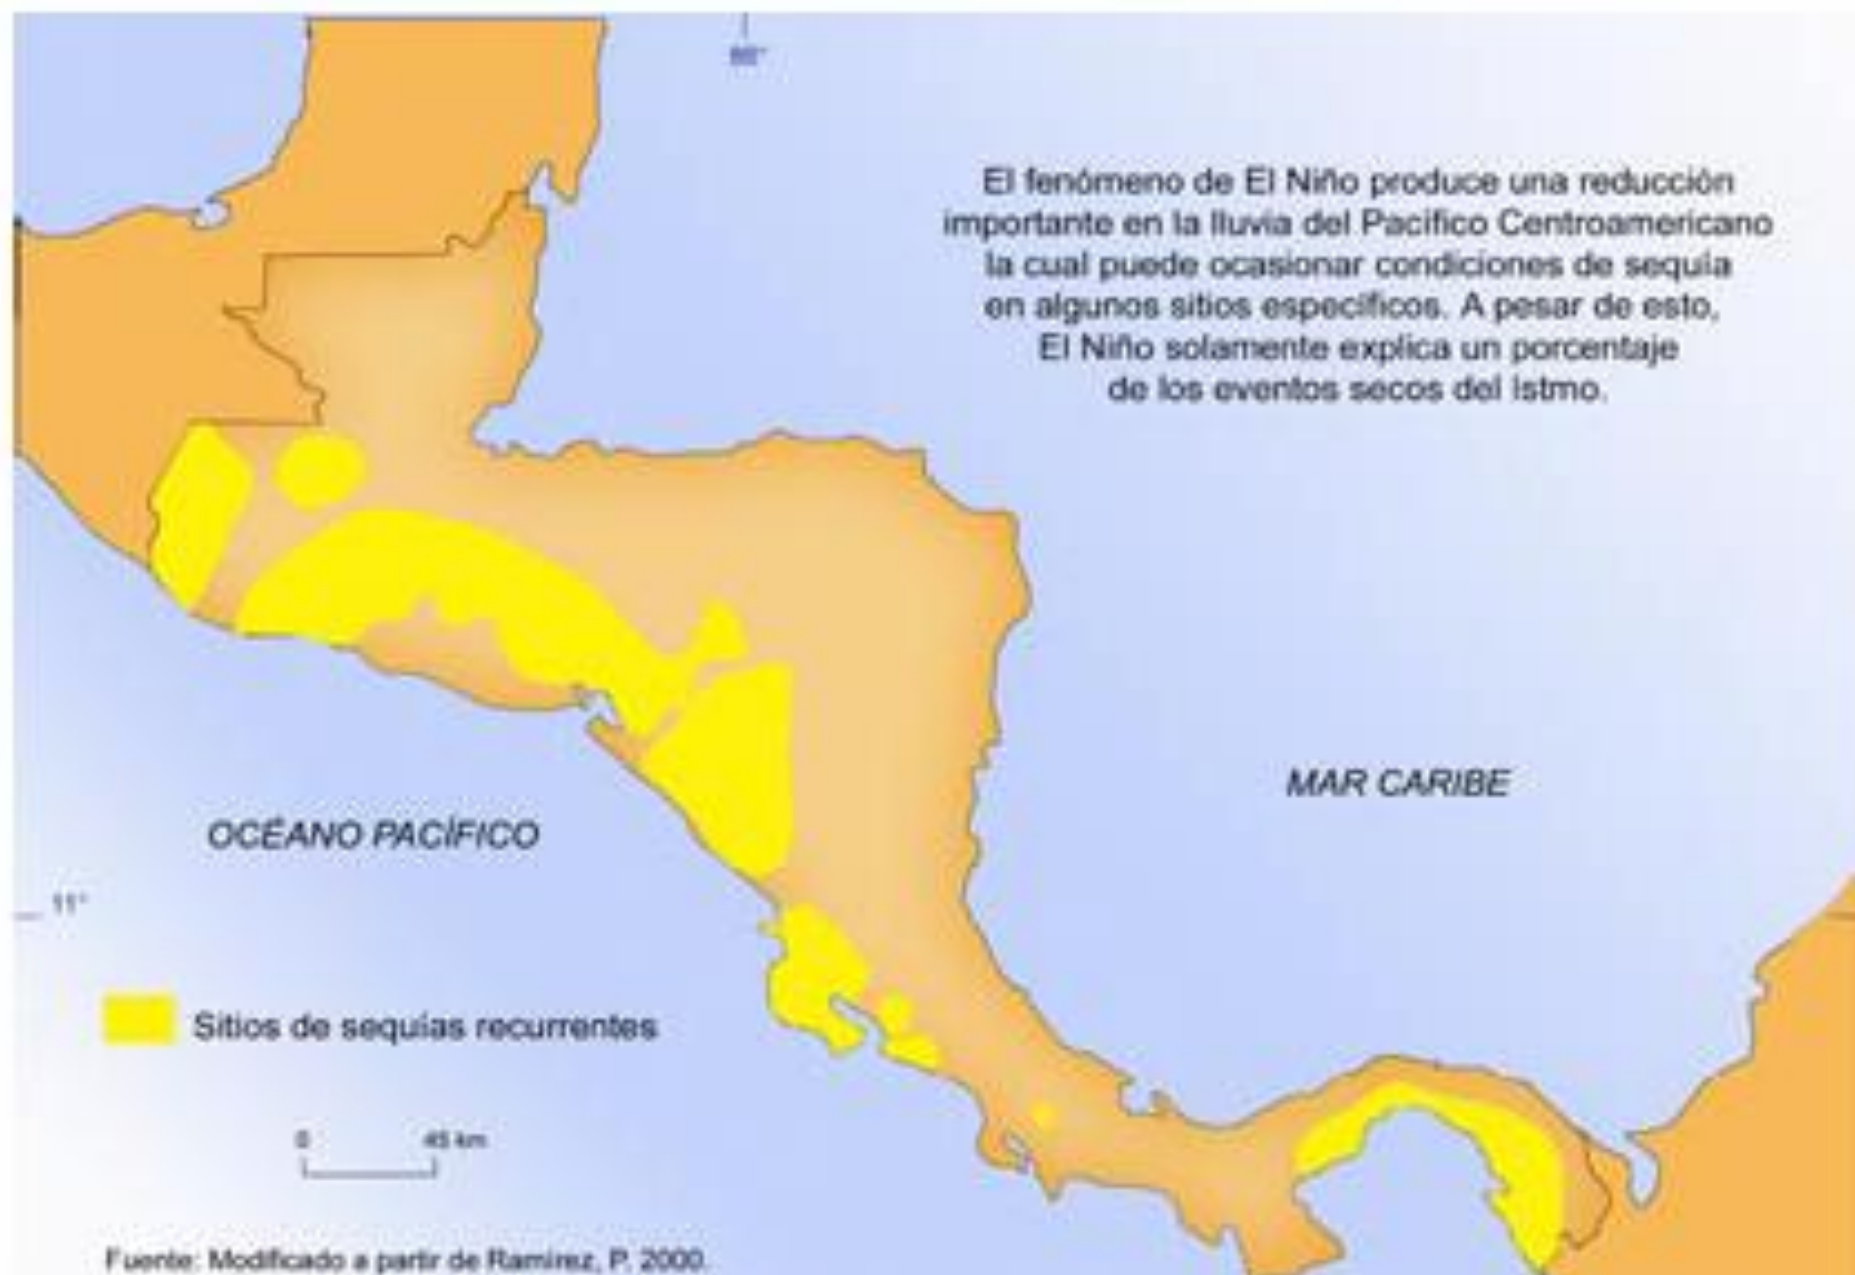 El fenómeno de El Niño produce una reducción
importante en la lluvia del Pacífico Centroamericano
la cual puede ocasionar condiciones de sequía
en algunos sitios específicos. A pesar de esto,
El Niño solamente explica un porcentaje
de los eventos secos del Istmo.
MAR CARIBE
OCÉANO PACÍFICO
11°
Sitios de sequías recurrentes
0 45 km
Fuente: Modificado a partir de Ramírez, P. 2000.